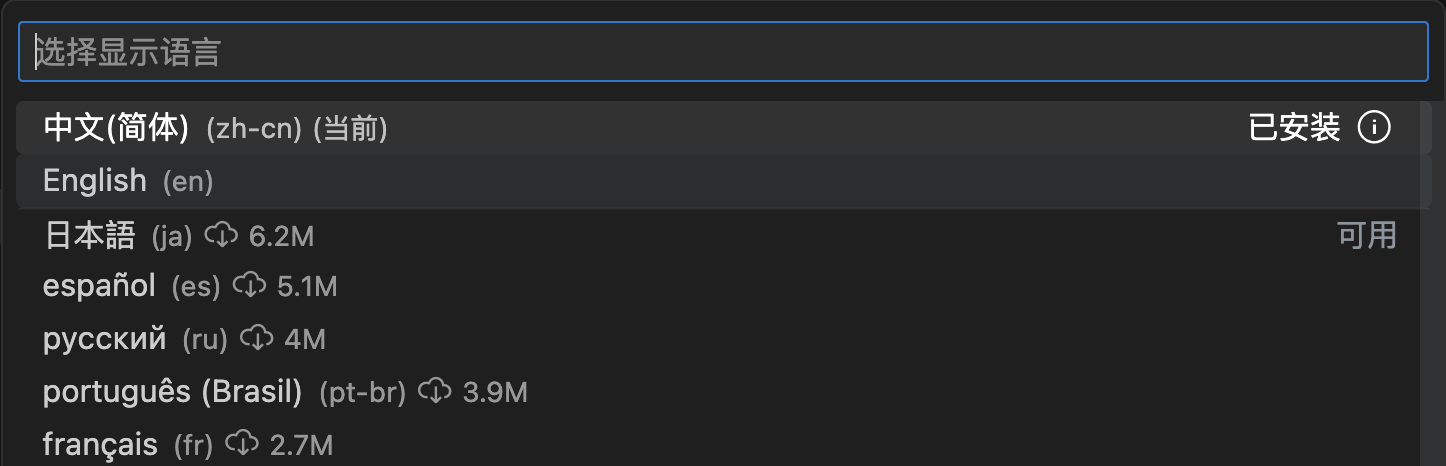 选择显示语言
中文(简体) (zh-cn) (当前) 已安装
English (en)
日本語 (ja) 6.2M 可用
español (es) 5.1M
русский (ru) 4M
português (Brasil) (pt-br) 3.9M
français (fr) 2.7M